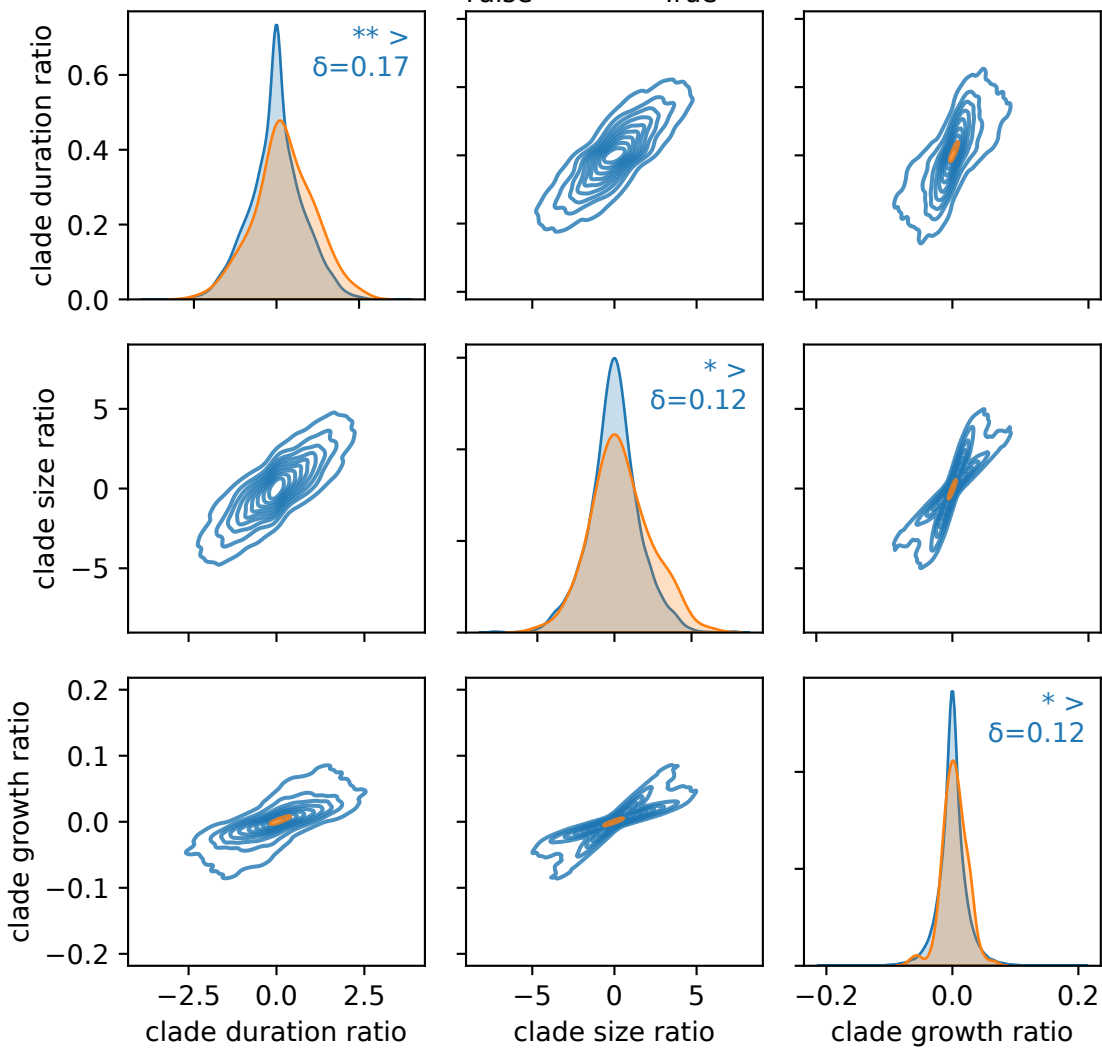 clade duration ratio
0.6
0.4
0.2
0.0
** >
δ=0.17
clade size ratio
5
0
−5
* >
δ=0.12
clade growth ratio
0.2
0.1
0.0
−0.1
−0.2
* >
δ=0.12
−2.5 0.0 2.5
−5 0 5
−0.2 0.0 0.2
clade duration ratio
clade size ratio
clade growth ratio